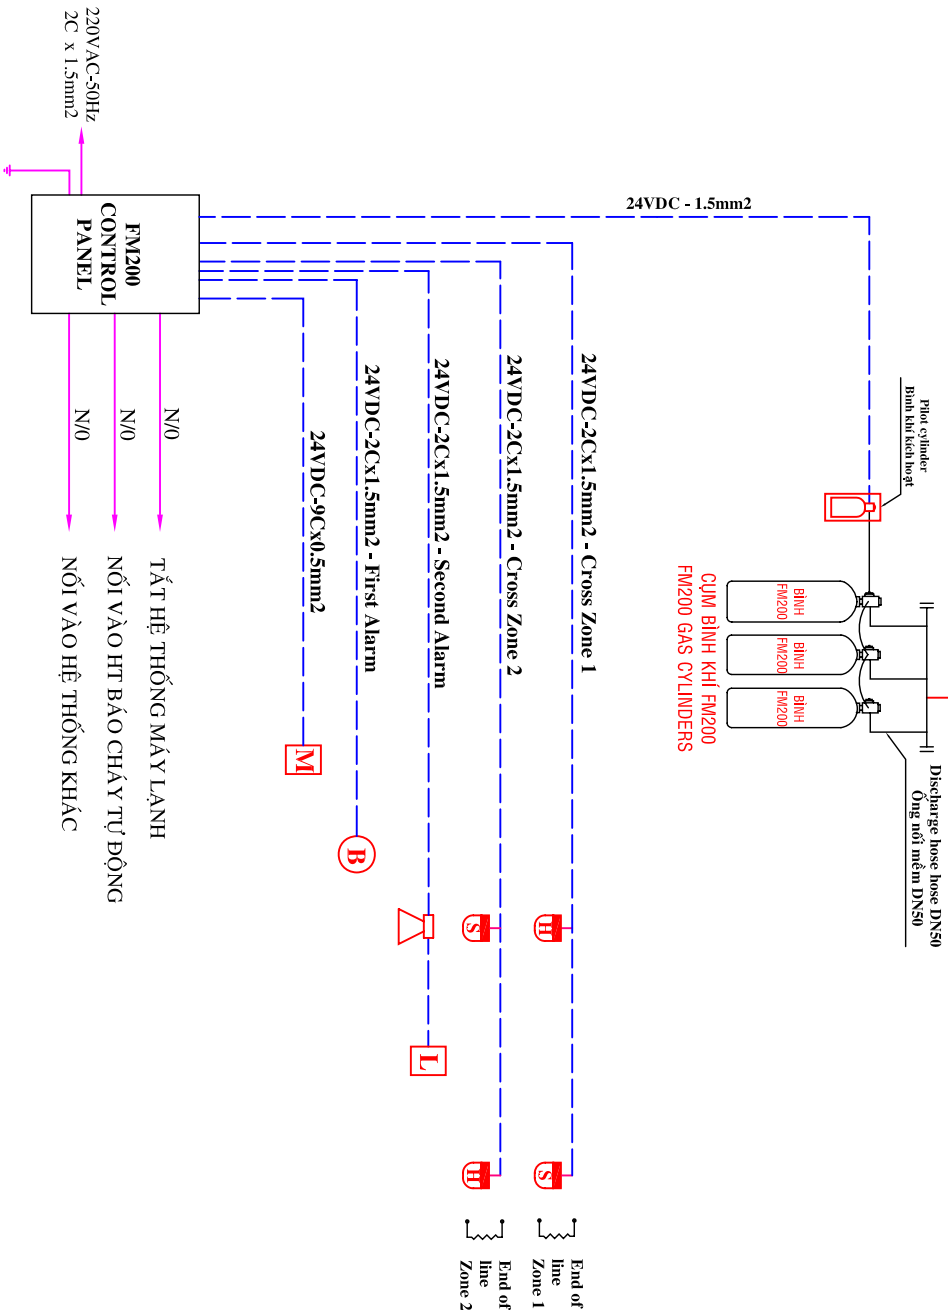 220VAC-50Hz
2C x 1.5mm2
FM200
CONTROL
PANEL
24VDC - 1.5mm2
Pilot cylinder
Bình khí kích hoạt
BÌNH
FM200
BÌNH
FM200
BÌNH
FM200
CỤM BÌNH KHÍ FM200
FM200 GAS CYLINDERS
Discharge hose hose DN50
Ống nối mềm DN50
24VDC-2Cx1.5mm2 - Cross Zone 1
H
S
End of
line
Zone 1
24VDC-2Cx1.5mm2 - Cross Zone 2
S
H
End of
line
Zone 2
24VDC-2Cx1.5mm2 - Second Alarm
L
24VDC-2Cx1.5mm2 - First Alarm
B
24VDC-9Cx0.5mm2
M
N/0
TẮT HỆ THỐNG MÁY LẠNH
N/0
NỐI VÀO HT BÁO CHÁY TỰ ĐỘNG
N/0
NỐI VÀO HỆ THỐNG KHÁC